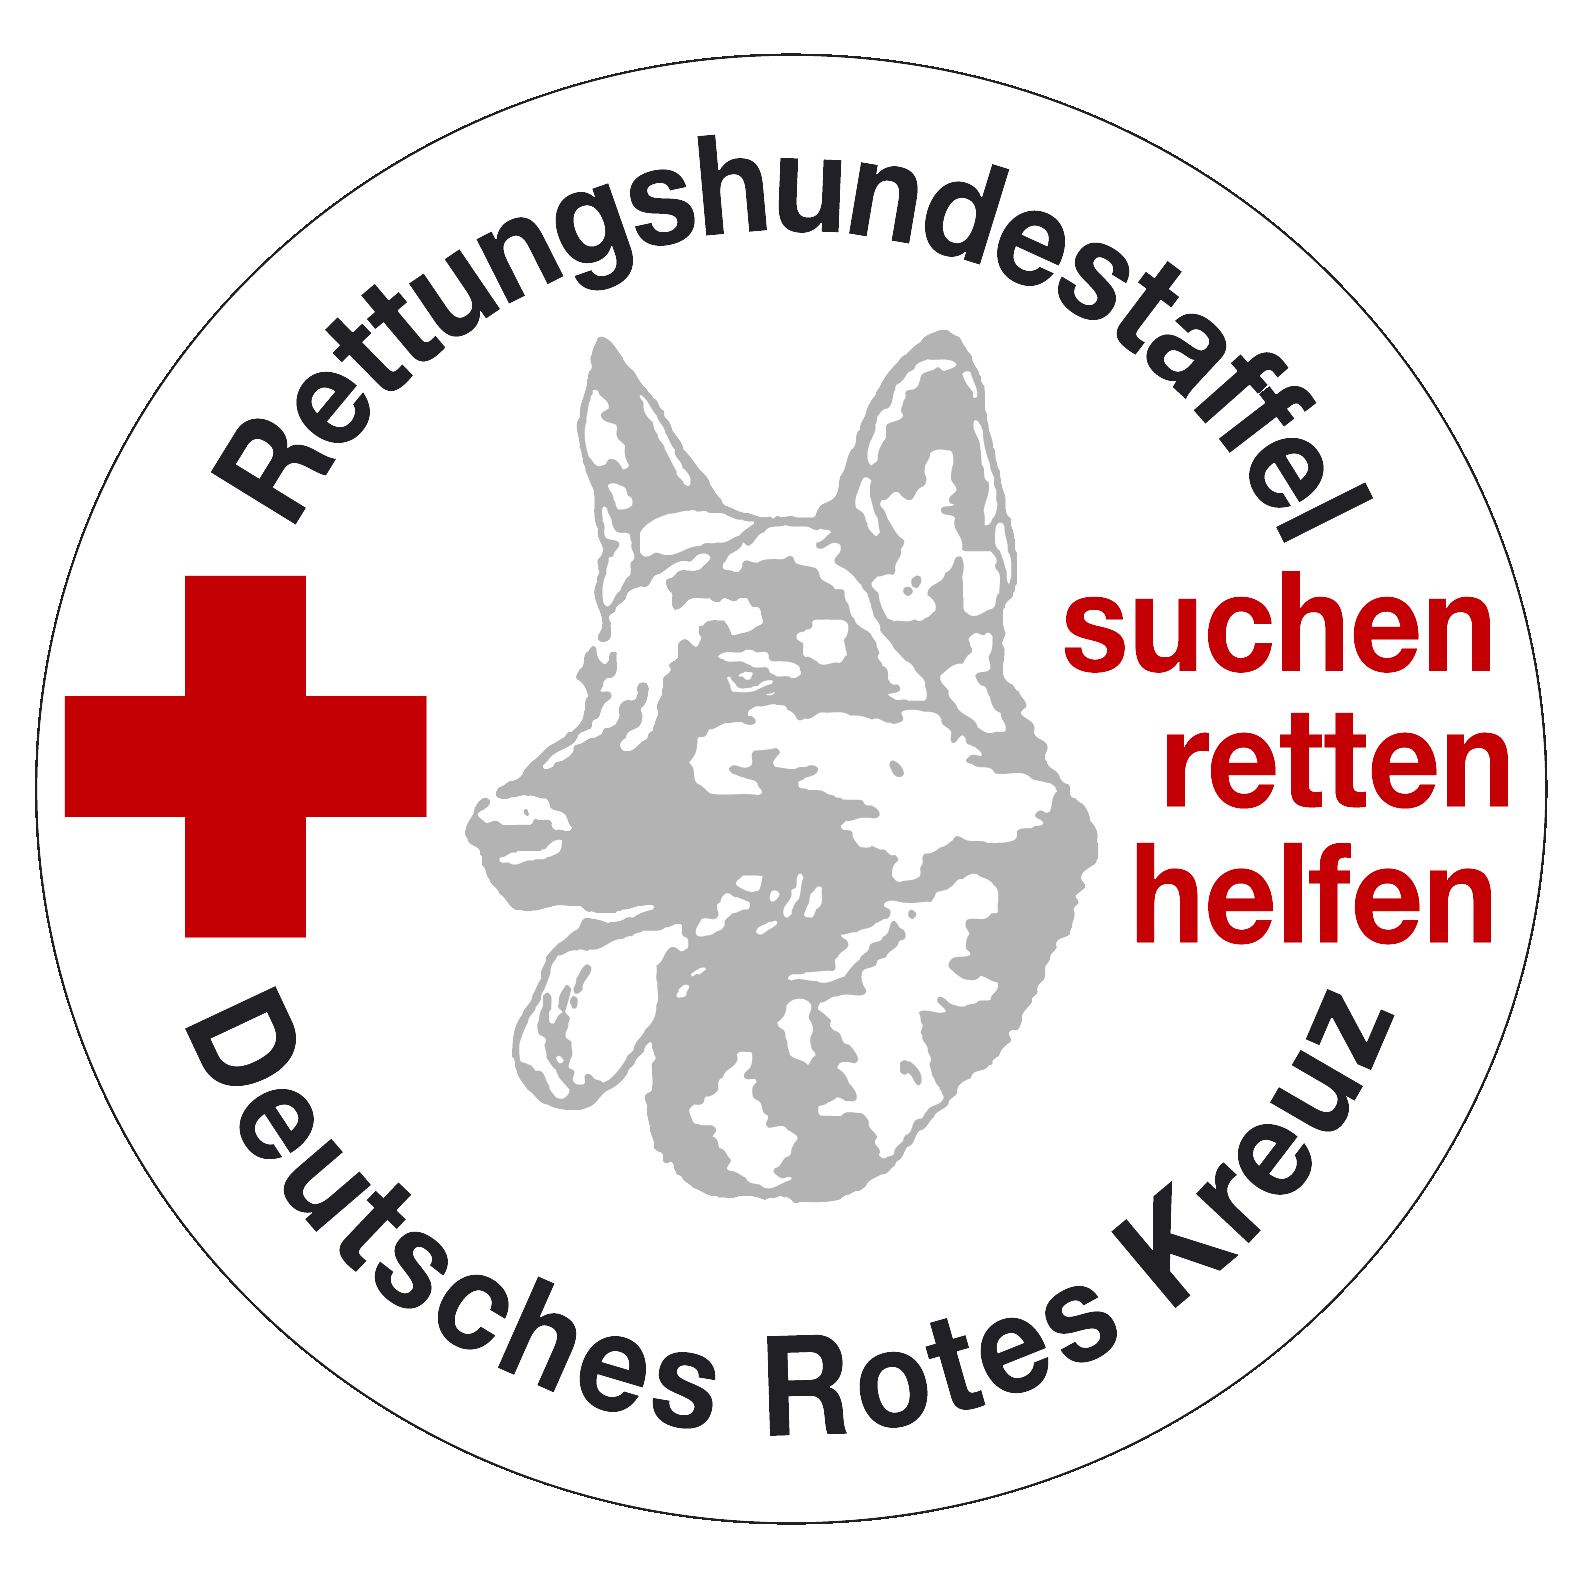 Rettungshundestaffel
suchen
retten
helfen
Deutsches Rotes Kreuz